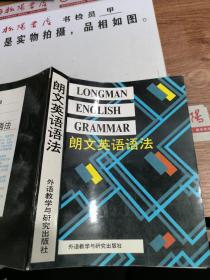 书检员 甲
是实物拍摄,品相如图。
LONGMAN
ENGLISH
GRAMMAR
朗文英语语法
外语教学与研究出版社
朗文英语语法
外语教学与研究出版社